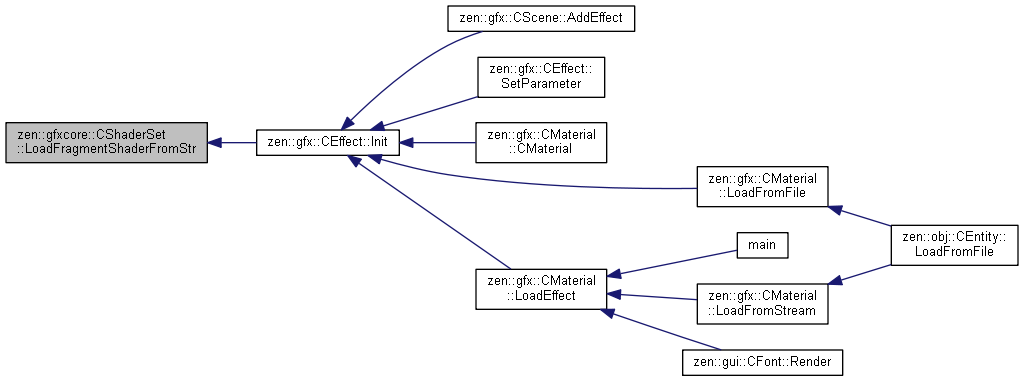 zen::gfx::CScene::AddEffect
zen::gfx::CEffect::
SetParameter
zen::gfxcore::CShaderSet
::LoadFragmentShaderFromStr
zen::gfx::CEffect::Init
zen::gfx::CMaterial
::CMaterial
zen::gfx::CMaterial
::LoadFromFile
main
zen::obj::CEntity::
LoadFromFile
zen::gfx::CMaterial
::LoadEffect
zen::gfx::CMaterial
::LoadFromStream
zen::gui::CFont::Render